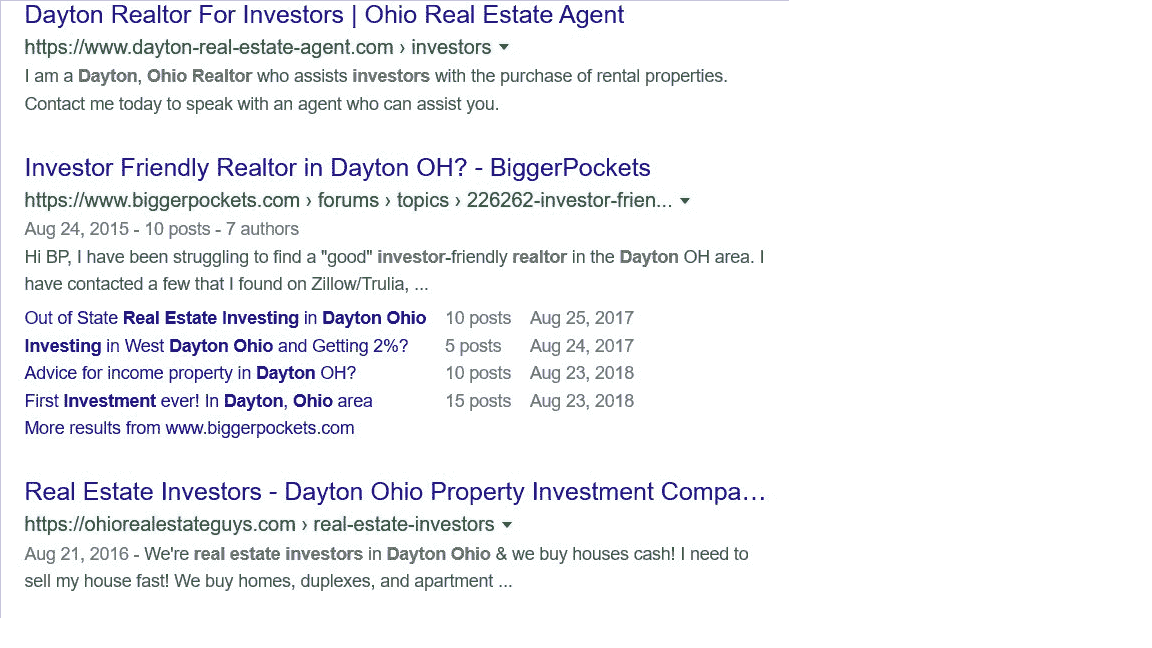 Dayton Realtor For Investors | Ohio Real Estate Agent
https://www.dayton-real-estate-agent.com › investors
I am a Dayton, Ohio Realtor who assists investors with the purchase of rental properties.
Contact me today to speak with an agent who can assist you.
Investor Friendly Realtor in Dayton OH? - BiggerPockets
https://www.biggerpockets.com › forums › topics › 226262-investor-frien...
Aug 24, 2015 - 10 posts - 7 authors
Hi BP, I have been struggling to find a "good" investor-friendly realtor in the Dayton OH area. I
have contacted a few that I found on Zillow/Trulia, ...
Out of State Real Estate Investing in Dayton Ohio 10 posts Aug 25, 2017
Investing in West Dayton Ohio and Getting 2%? 5 posts Aug 24, 2017
Advice for income property in Dayton OH? 10 posts Aug 23, 2018
First Investment ever! In Dayton, Ohio area 15 posts Aug 23, 2018
More results from www.biggerpockets.com
Real Estate Investors - Dayton Ohio Property Investment Compa…
https://ohiorealestateguys.com › real-estate-investors
Aug 21, 2016 - We're real estate investors in Dayton Ohio & we buy houses cash! I need to
sell my house fast! We buy homes, duplexes, and apartment ...